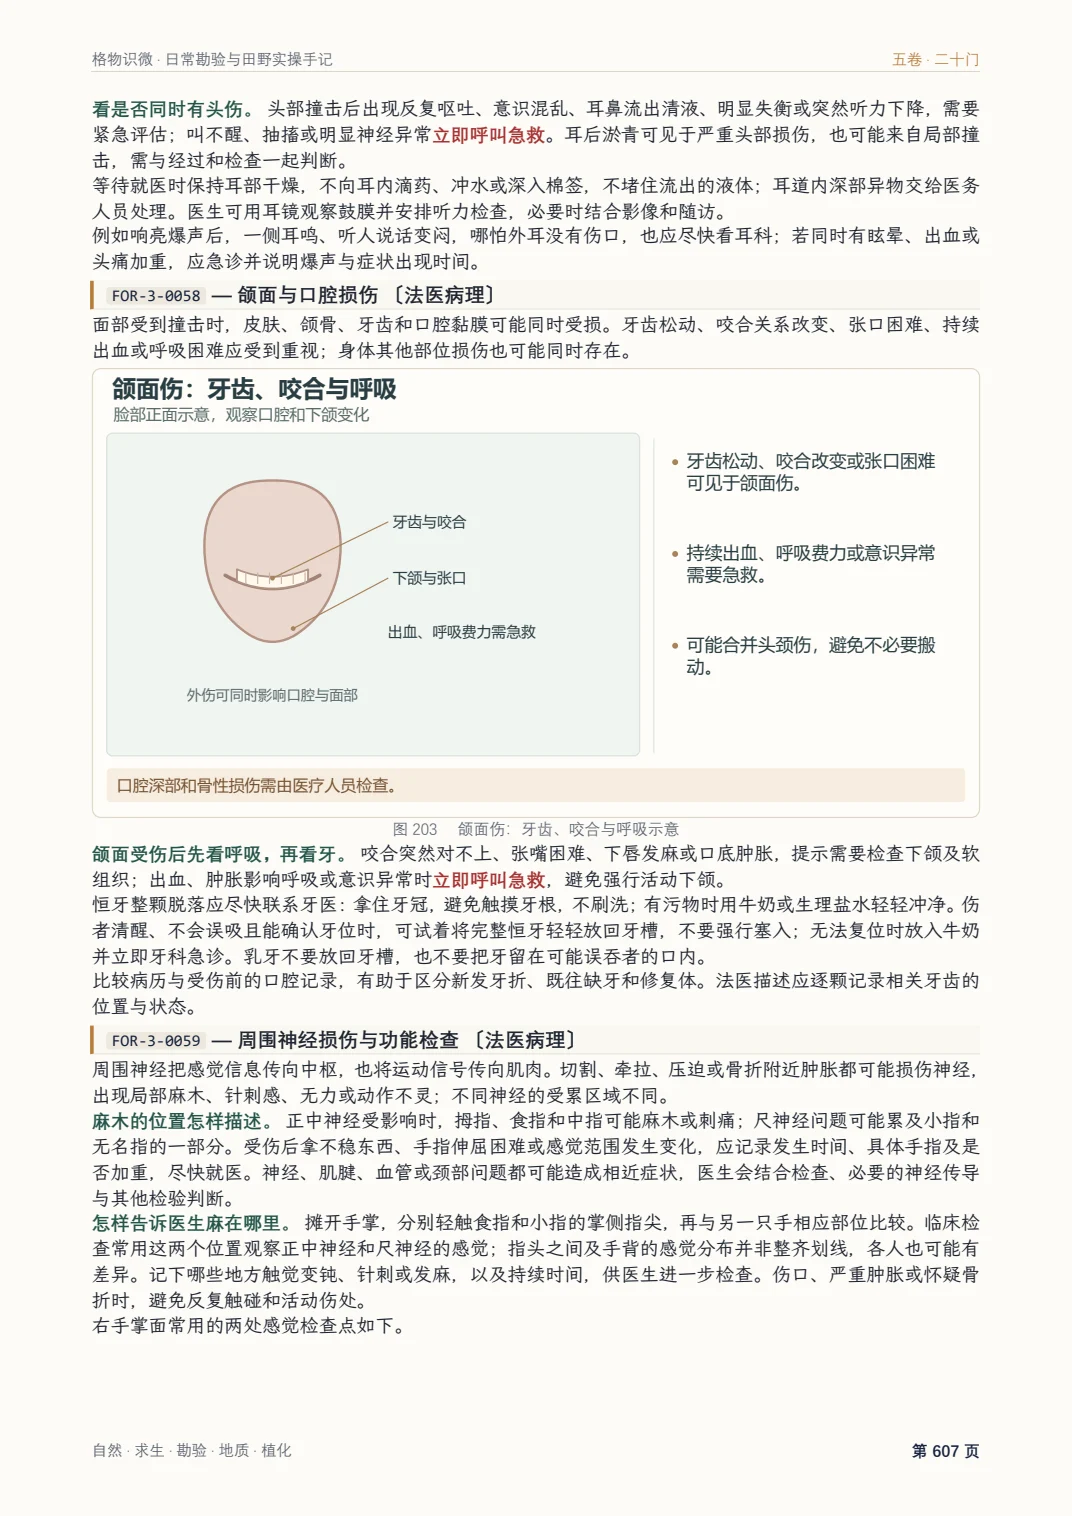 格物识微 · 日常勘验与田野实操手记
五卷 · 二十门
看是否同时有头伤。 头部撞击后出现反复呕吐、意识混乱、耳鼻流出清液、明显失衡或突然听力下降，需要
紧急评估；叫不醒、抽搐或明显神经异常立即呼叫急救。耳后淤青可见于严重头部损伤，也可能来自局部撞
击，需与经过和检查一起判断。
等待就医时保持耳部干燥，不向耳内滴药、冲水或深入棉签，不堵住流出的液体；耳道内深部异物交给医务
人员处理。医生可用耳镜观察鼓膜并安排听力检查，必要时结合影像和随访。
例如响亮爆声后，一侧耳鸣、听人说话变闷，哪怕外耳没有伤口，也应尽快看耳科；若同时有眩晕、出血或
头痛加重，应急诊并说明爆声与症状出现时间。
FOR-3-0058 — 颌面与口腔损伤 〔法医病理〕
面部受到撞击时，皮肤、颌骨、牙齿和口腔黏膜可能同时受损。牙齿松动、咬合关系改变、张口困难、持续
出血或呼吸困难应受到重视；身体其他部位损伤也可能同时存在。
颌面伤：牙齿、咬合与呼吸
脸部正面示意，观察口腔和下颌变化
牙齿与咬合
下颌与张口
出血、呼吸费力需急救
外伤可同时影响口腔与面部
• 牙齿松动、咬合改变或张口困难
可见于颌面伤。
• 持续出血、呼吸费力或意识异常
需要急救。
• 可能合并头颈伤，避免不必要搬
动。
口腔深部和骨性损伤需由医疗人员检查。
图 203 颌面伤：牙齿、咬合与呼吸示意
颌面受伤后先看呼吸，再看牙。 咬合突然对不上、张嘴困难、下唇发麻或口底肿胀，提示需要检查下颌及软
组织；出血、肿胀影响呼吸或意识异常时立即呼叫急救，避免强行活动下颌。
恒牙整颗脱落应尽快联系牙医：拿住牙冠，避免触摸牙根，不刷洗；有污物时用牛奶或生理盐水轻轻冲净。伤
者清醒、不会误吸且能确认牙位时，可试着将完整恒牙轻轻放回牙槽，不要强行塞入；无法复位时放入牛奶
并立即牙科急诊。乳牙不要放回牙槽，也不要把牙留在可能误吞者的口内。
比较病历与受伤前的口腔记录，有助于区分新发牙折、既往缺牙和修复体。法医描述应逐颗记录相关牙齿的
位置与状态。
FOR-3-0059 — 周围神经损伤与功能检查 〔法医病理〕
周围神经把感觉信息传向中枢，也将运动信号传向肌肉。切割、牵拉、压迫或骨折附近肿胀都可能损伤神经，
出现局部麻木、针刺感、无力或动作不灵；不同神经的受累区域不同。
麻木的位置怎样描述。 正中神经受影响时，拇指、食指和中指可能麻木或刺痛；尺神经问题可能累及小指和
无名指的一部分。受伤后拿不稳东西、手指伸屈困难或感觉范围发生变化，应记录发生时间、具体手指及是
否加重，尽快就医。神经、肌腱、血管或颈部问题都可能造成相近症状，医生会结合检查、必要的神经传导
与其他检验判断。
怎样告诉医生麻在哪里。 摊开手掌，分别轻触食指和小指的掌侧指尖，再与另一只手相应部位比较。临床检
查常用这两个位置观察正中神经和尺神经的感觉；指头之间及手背的感觉分布并非整齐划线，各人也可能有
差异。记下哪些地方触觉变钝、针刺或发麻，以及持续时间，供医生进一步检查。伤口、严重肿胀或怀疑骨
折时，避免反复触碰和活动伤处。
右手掌面常用的两处感觉检查点如下。
自然 · 求生 · 勘验 · 地质 · 植化
第 607 页